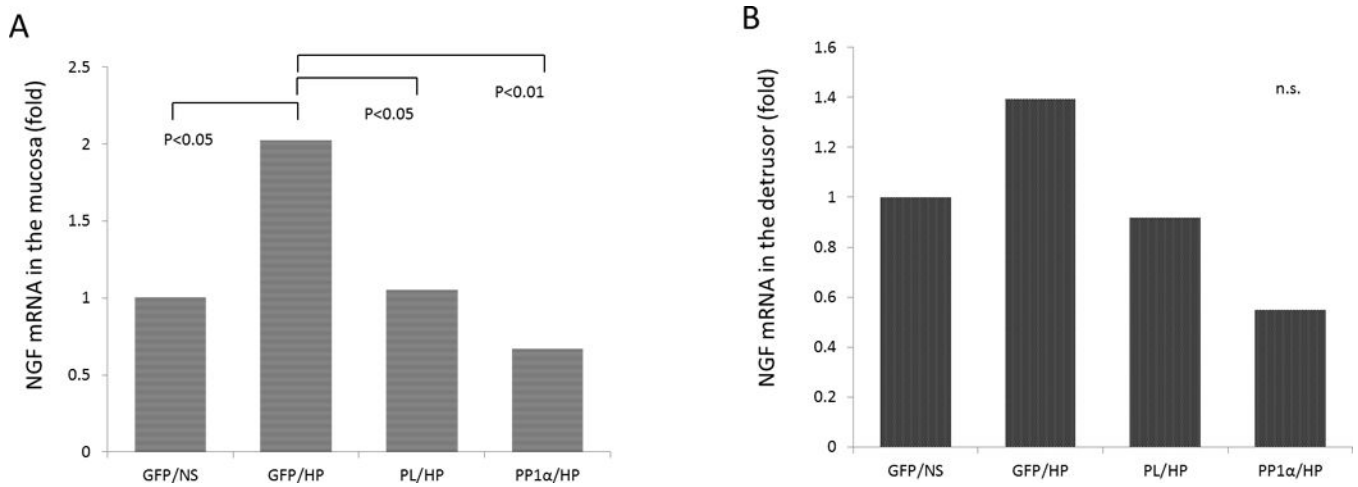 A
NGF mRNA in the mucosa (fold)
2.5
2
1.5
1
0.5
0
P<0.05
P<0.05
P<0.01
GFP/NS
GFP/HP
PL/HP
PP1α/HP
B
NGF mRNA in the detrusor (fold)
1.6
1.4
1.2
1
0.8
0.6
0.4
0.2
0
n.s.
GFP/NS
GFP/HP
PL/HP
PP1α/HP